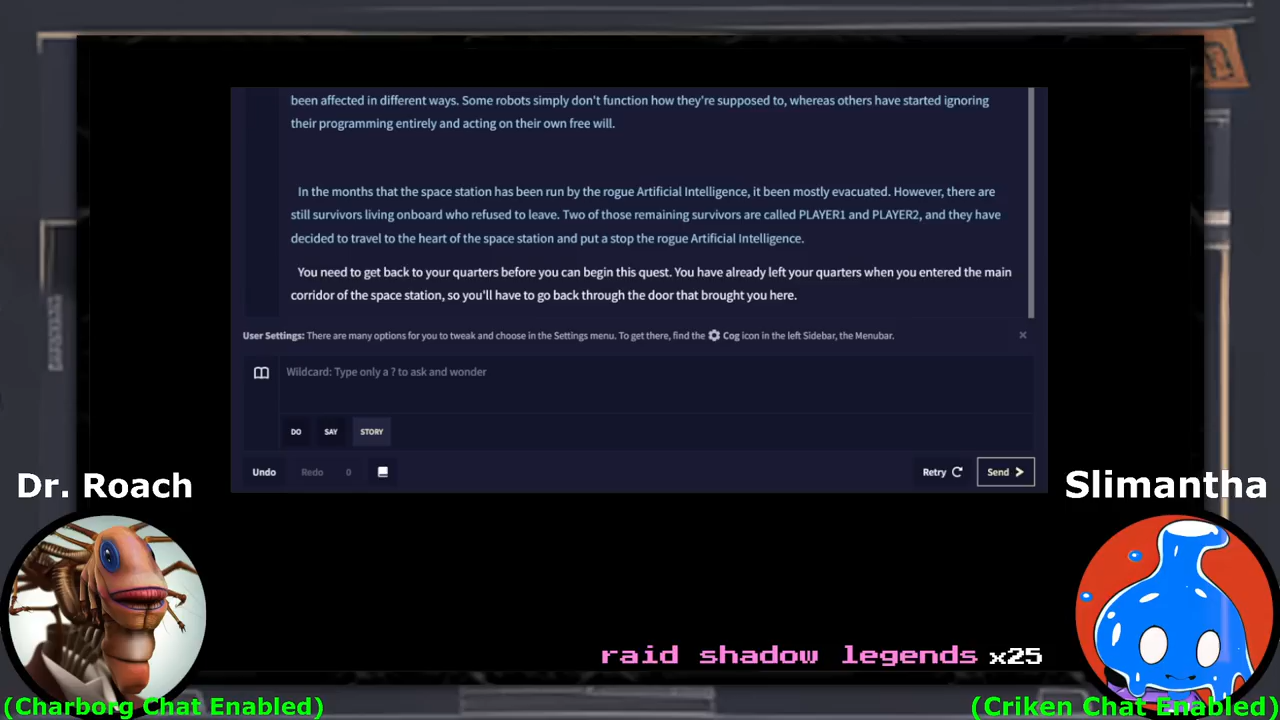 been affected in different ways. Some robots simply don't function how they're supposed to, whereas others have started ignoring
their programming entirely and acting on their own free will.
In the months that the space station has been run by the rogue Artificial Intelligence, it been mostly evacuated. However, there are
still survivors living onboard who refused to leave. Two of those remaining survivors are called PLAYER1 and PLAYER2, and they have
decided to travel to the heart of the space station and put a stop the rogue Artificial Intelligence.
You need to get back to your quarters before you can begin this quest. You have already left your quarters when you entered the main
corridor of the space station, so you'll have to go back through the door that brought you here.
User Settings: There are many options for you to tweak and choose in the Settings menu. To get there, find the Cog icon in the left Sidebar, the Menubar.
Wildcard: Type only a ? to ask and wonder
DO SAY STORY
Undo Redo 0 Retry Send
Dr. Roach
Slimantha
raid shadow legends x25
(Charborg Chat Enabled)
(Criken Chat Enabled)